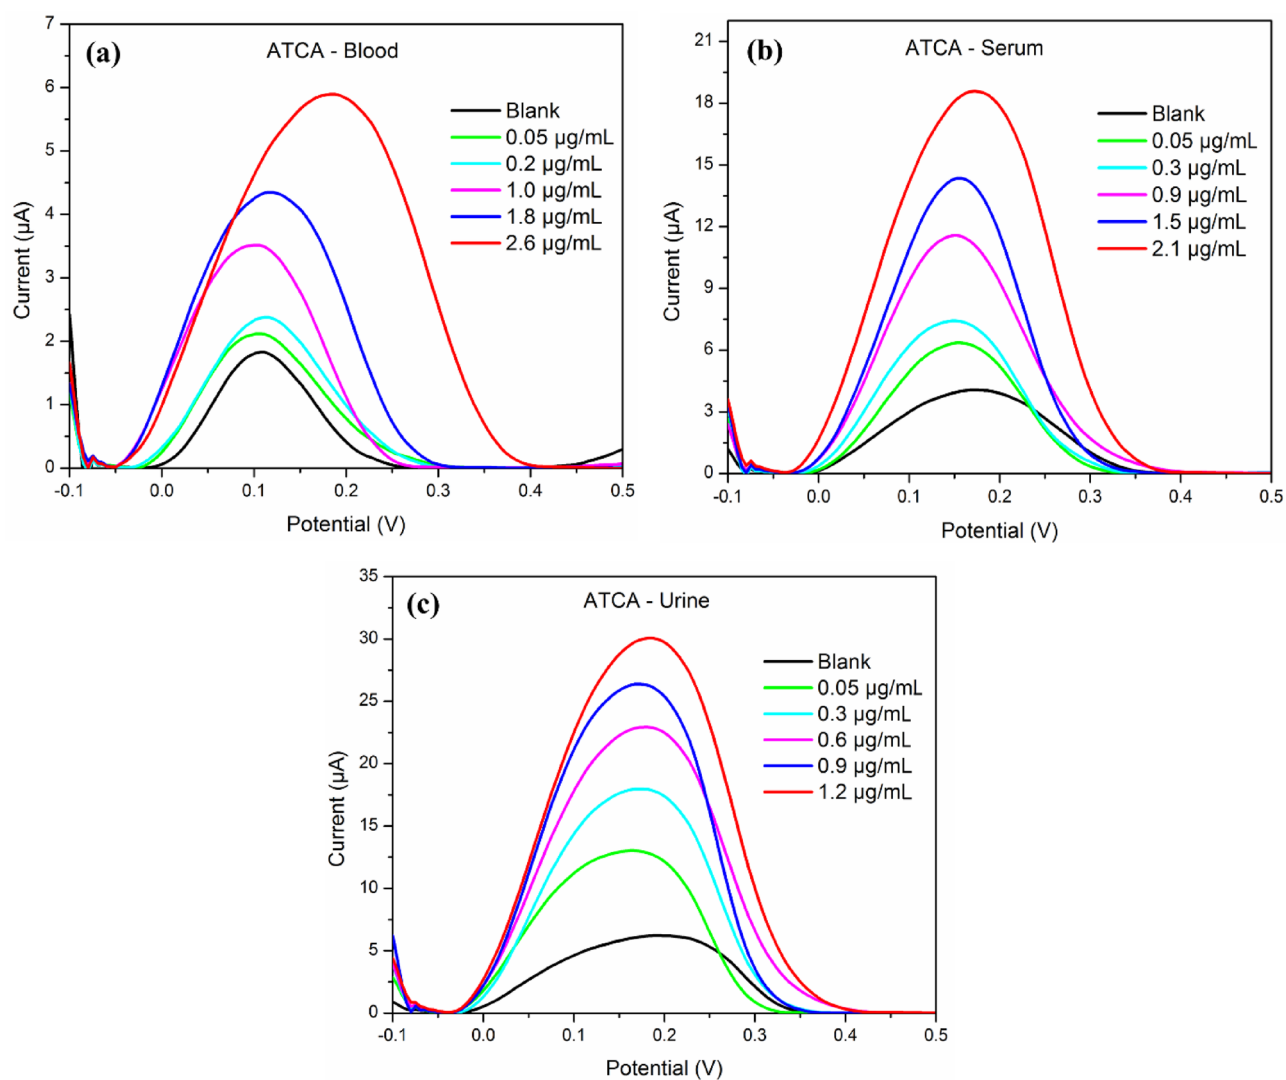 (a)
ATCA - Blood
Blank
0.05 µg/mL
0.2 µg/mL
1.0 µg/mL
1.8 µg/mL
2.6 µg/mL
7
6
5
4
3
2
1
0
Current (µA)
-0.1 0.0 0.1 0.2 0.3 0.4 0.5
Potential (V)
(b)
ATCA - Serum
Blank
0.05 µg/mL
0.3 µg/mL
0.9 µg/mL
1.5 µg/mL
2.1 µg/mL
21
18
15
12
9
6
3
0
Current (µA)
-0.1 0.0 0.1 0.2 0.3 0.4 0.5
Potential (V)
(c)
ATCA - Urine
Blank
0.05 µg/mL
0.3 µg/mL
0.6 µg/mL
0.9 µg/mL
1.2 µg/mL
35
30
25
20
15
10
5
0
Current (µA)
-0.1 0.0 0.1 0.2 0.3 0.4 0.5
Potential (V)